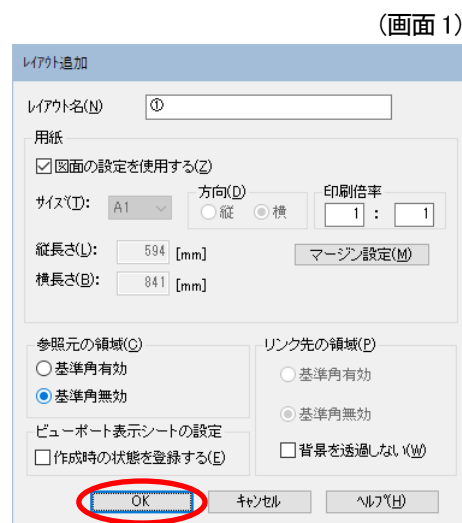 (画面 1)
レイアウト追加
レイアウト名(N) ①
用紙
図面の設定を使用する(Z)
サイズ(T): A1 方向(D) 縦 横 印刷倍率 1 : 1
縦長さ(L): 594 [mm] マージン設定(M)
横長さ(B): 841 [mm]
参照元の領域(C) リンク先の領域(P)
基準角有効 基準角有効
基準角無効 基準角無効
ビューポート表示シートの設定
作成時の状態を登録する(E) 背景を透過しない(W)
OK キャンセル ヘルプ(H)